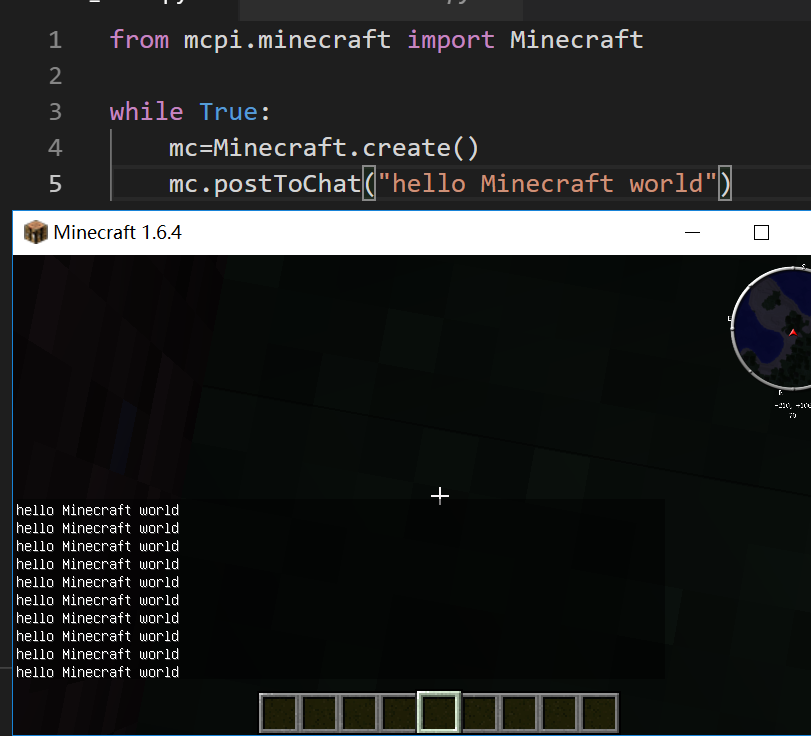 1 from mcpi.minecraft import Minecraft
2
3 while True:
4 mc=Minecraft.create()
5 mc.postToChat("hello Minecraft world")
Minecraft 1.6.4
hello Minecraft world
hello Minecraft world
hello Minecraft world
hello Minecraft world
hello Minecraft world
hello Minecraft world
hello Minecraft world
hello Minecraft world
hello Minecraft world
hello Minecraft world